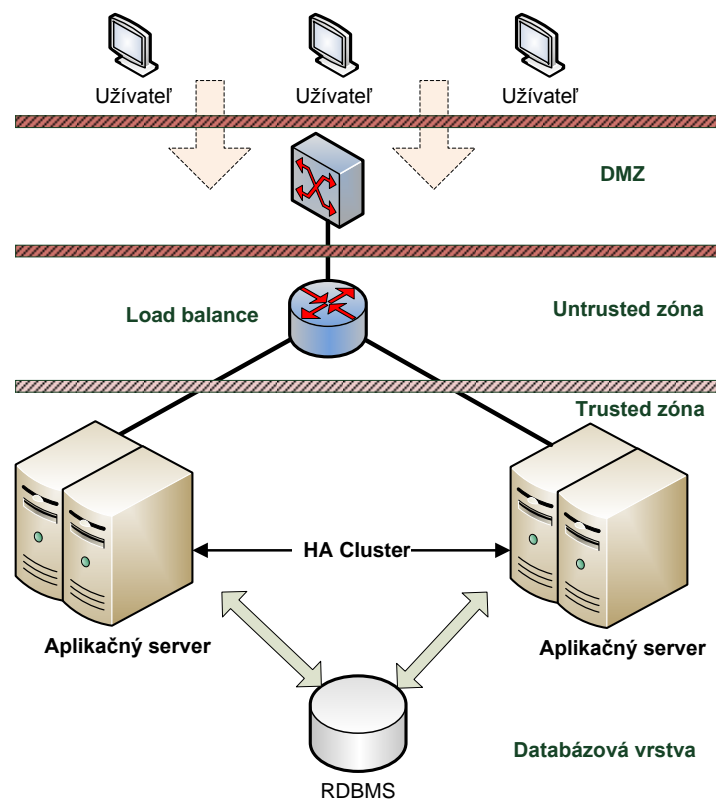 Užívateľ
Užívateľ
Užívateľ
DMZ
Load balance
Untrusted zóna
Trusted zóna
HA Cluster
Aplikačný server
Aplikačný server
Databázová vrstva
RDBMS